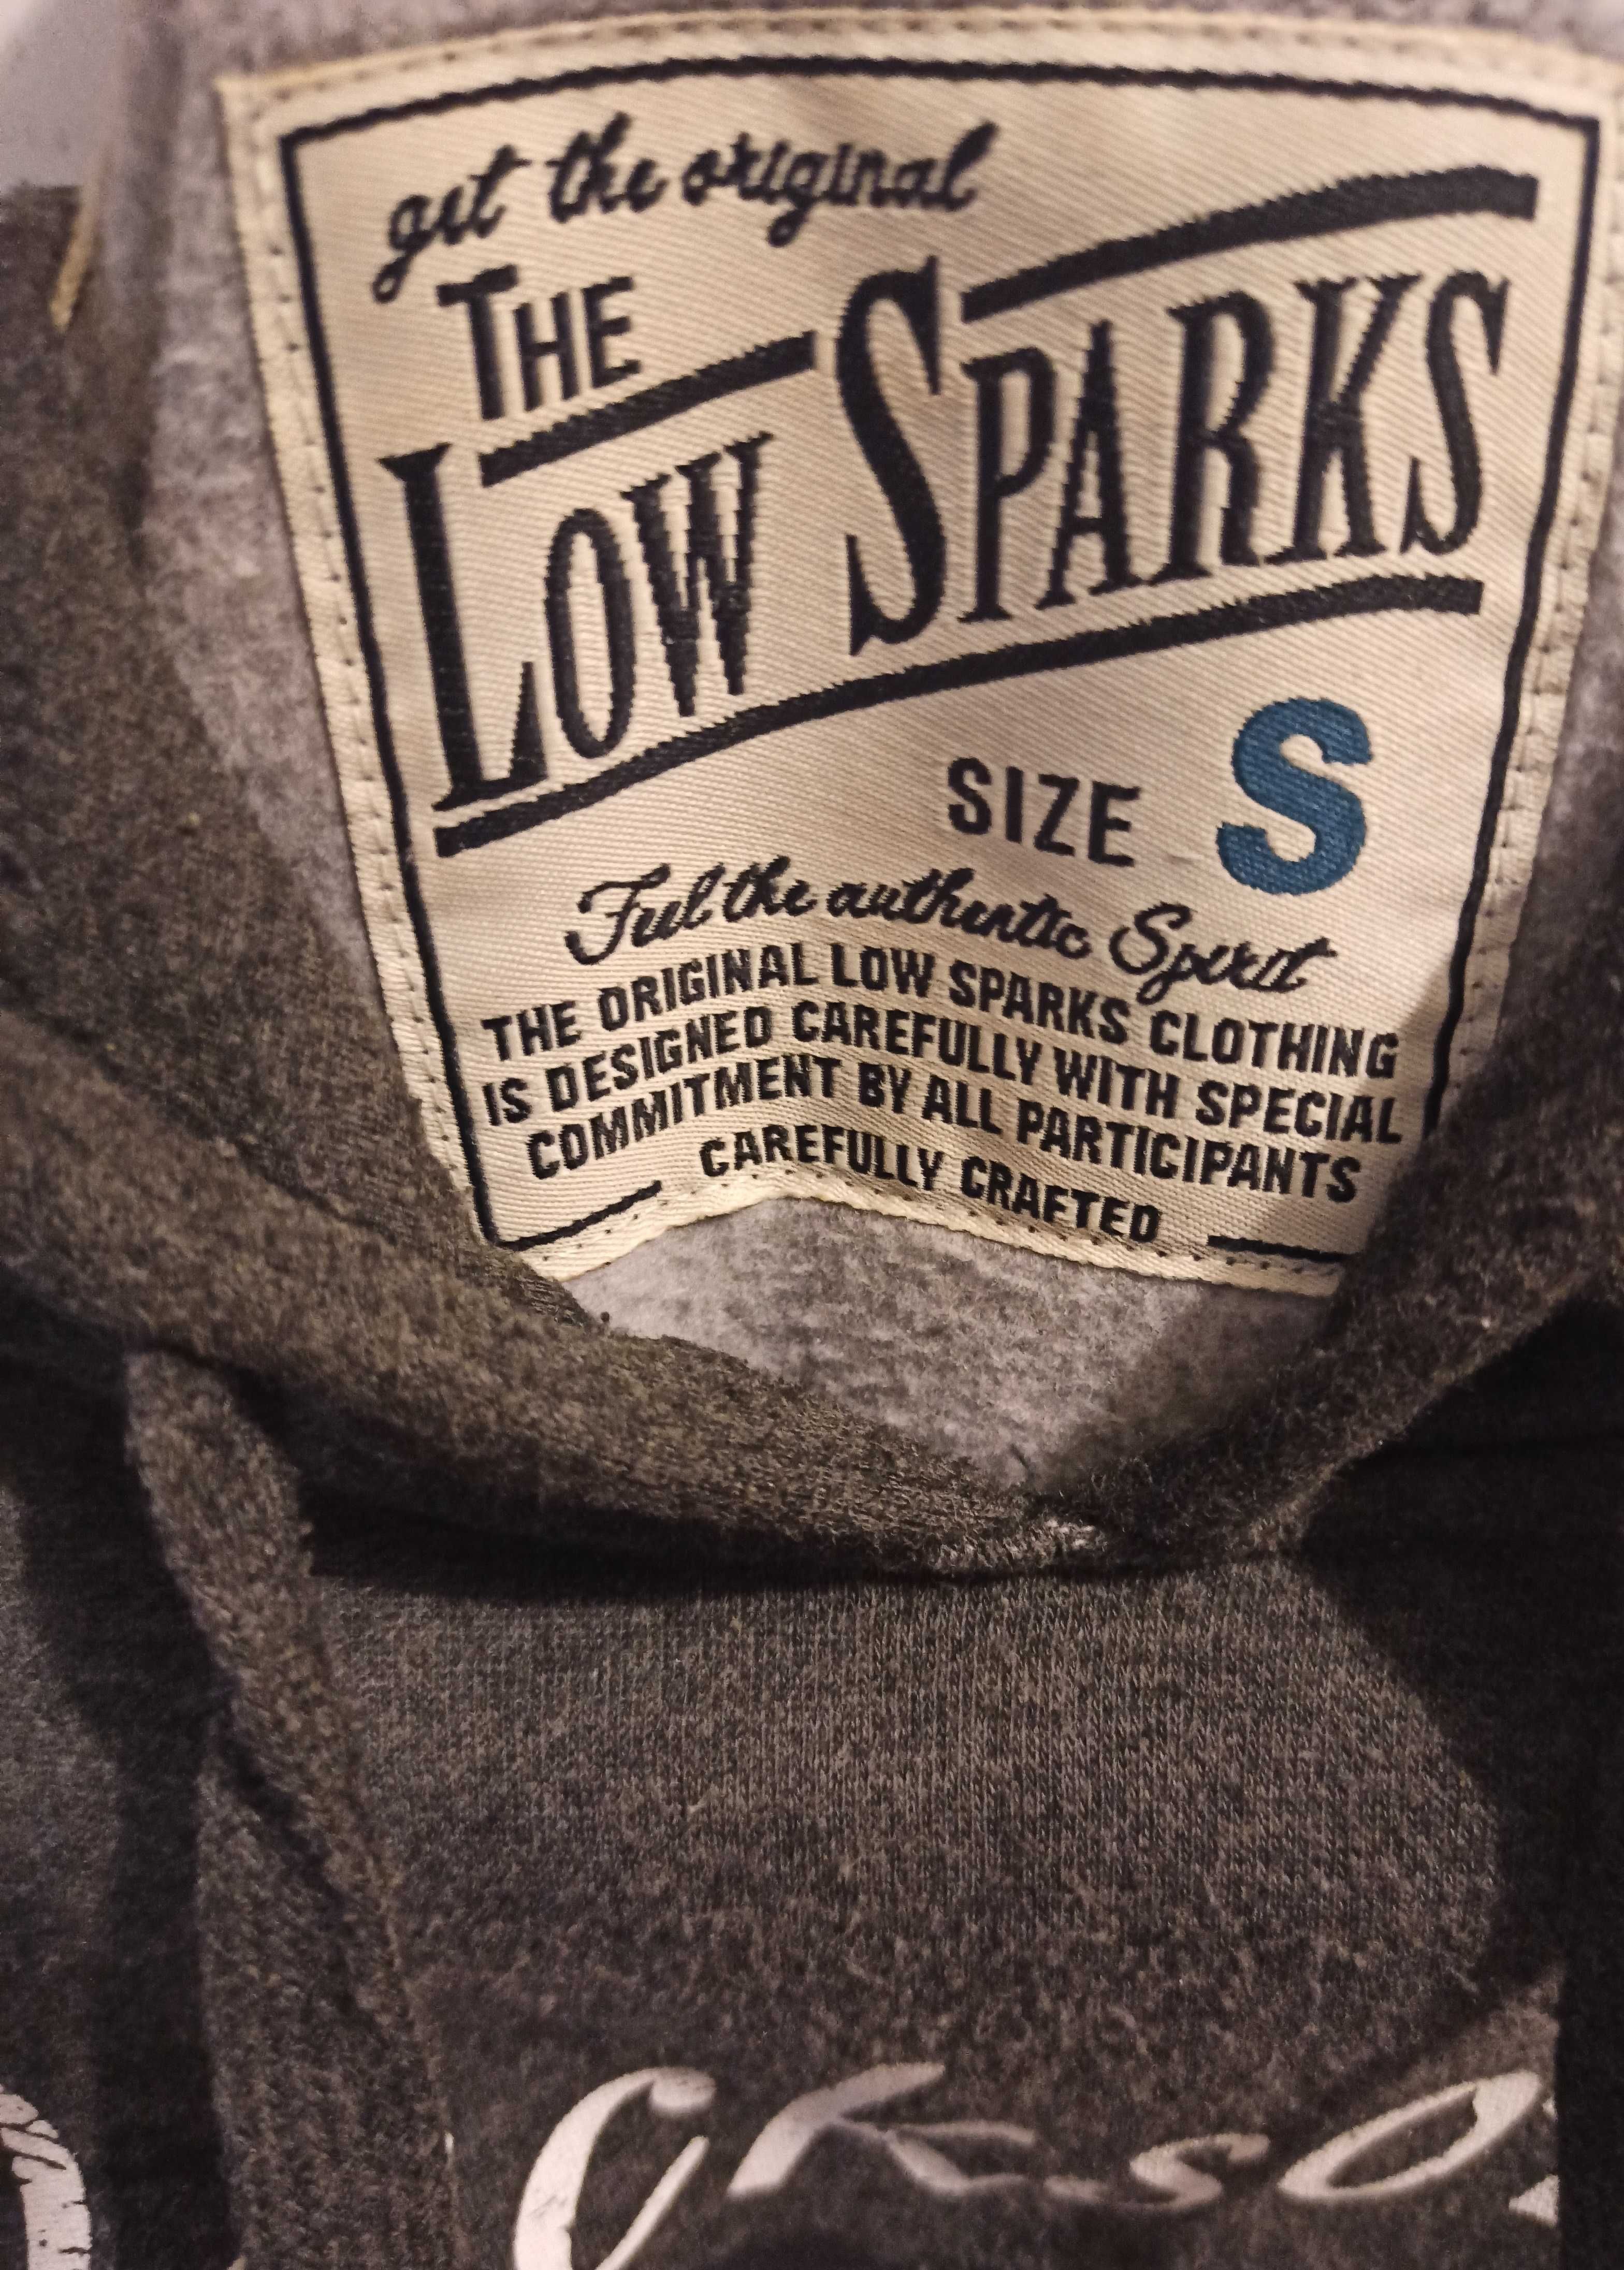 get the original
THE
LOW SPARKS
SIZE S
Feel the authentic Spirit
THE ORIGINAL LOW SPARKS CLOTHING
IS DESIGNED CAREFULLY WITH SPECIAL
COMMITMENT BY ALL PARTICIPANTS
CAREFULLY CRAFTED